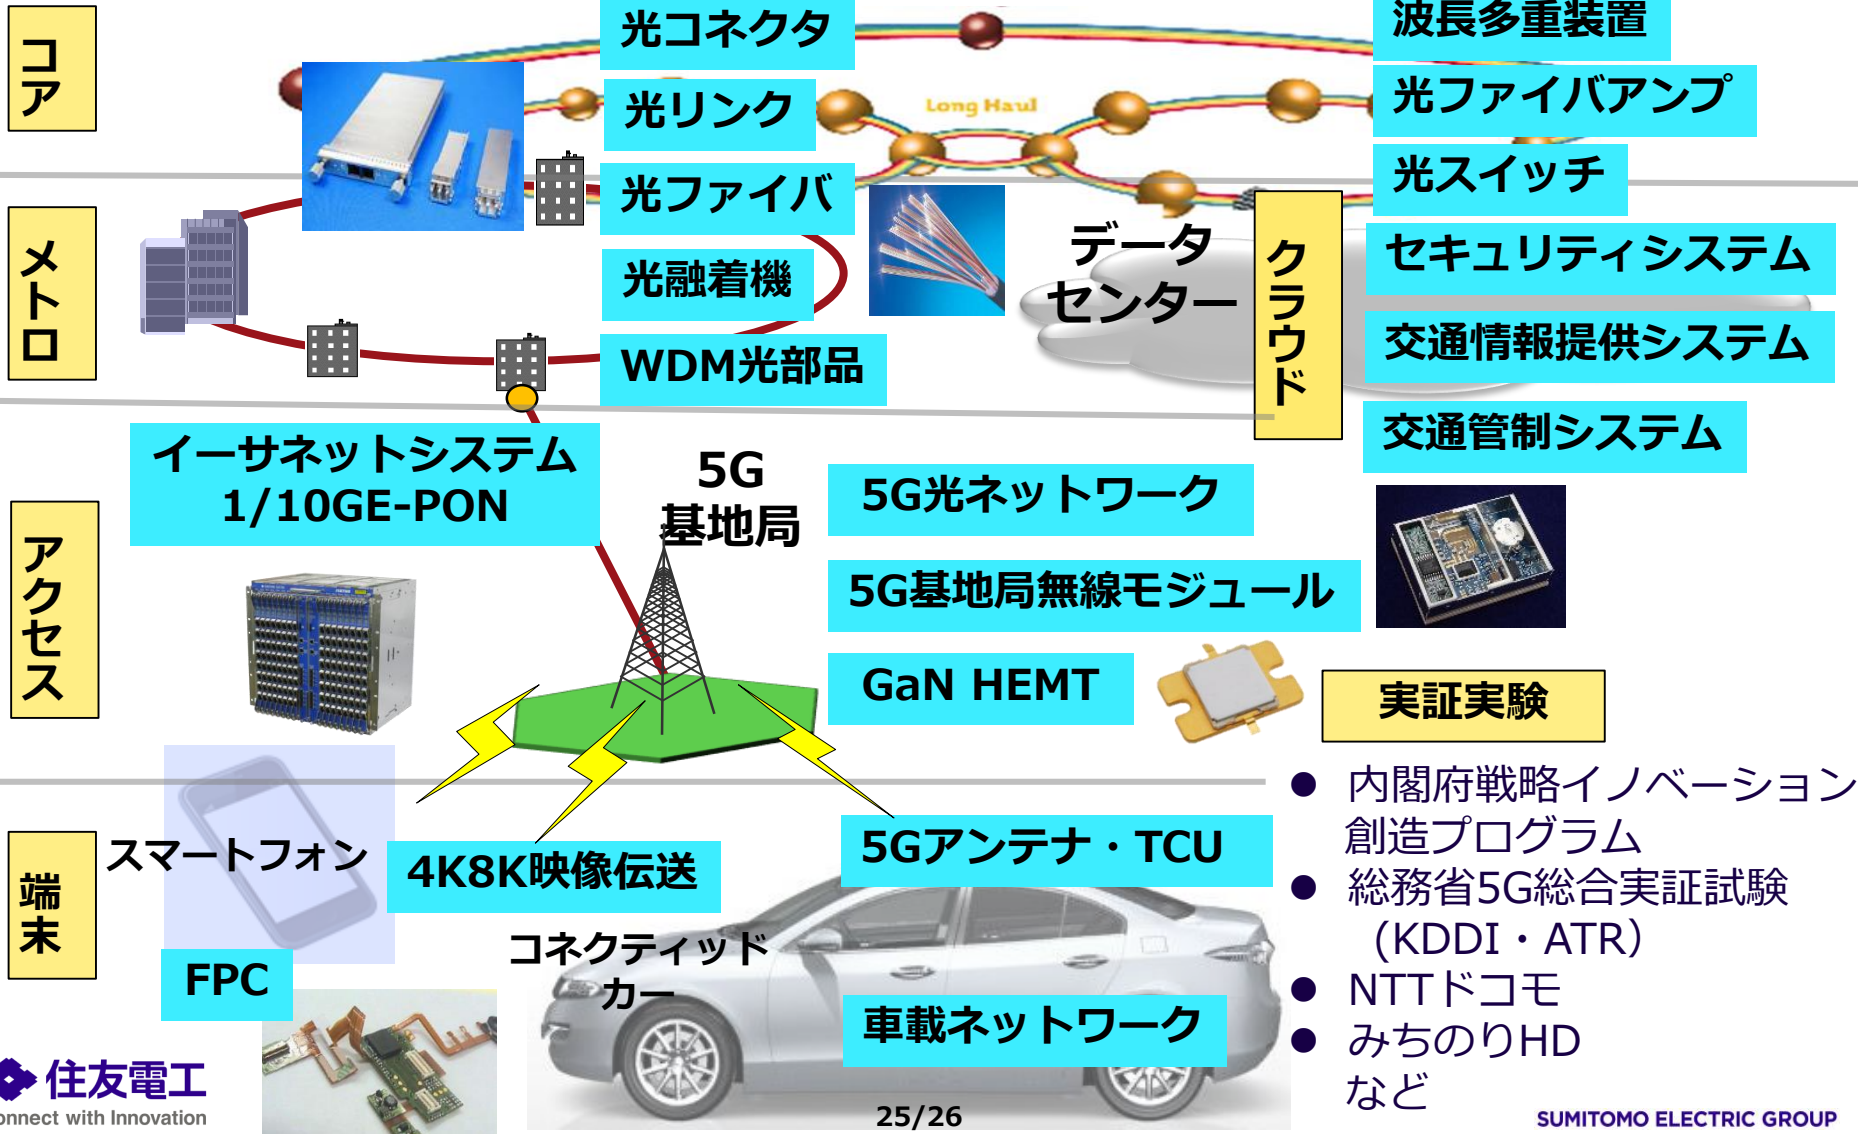 コア
光コネクタ
波長多重装置
光リンク
Long Haul
光ファイバアンプ
光ファイバ
光スイッチ
メトロ
光融着機
データ
センター
クラウド
セキュリティシステム
WDM光部品
交通情報提供システム
交通管制システム
アクセス
イーサネットシステム
1/10GE-PON
5G
基地局
5G光ネットワーク
5G基地局無線モジュール
GaN HEMT
実証実験
● 内閣府戦略イノベーション
創造プログラム
● 総務省5G総合実証試験
(KDDI・ATR）
● NTTドコモ
● みちのりHD
など
端末
スマートフォン
4K8K映像伝送
5Gアンテナ・TCU
コネクティッド
カー
FPC
車載ネットワーク
住友電工
onnect with Innovation
25/26
SUMITOMO ELECTRIC GROUP